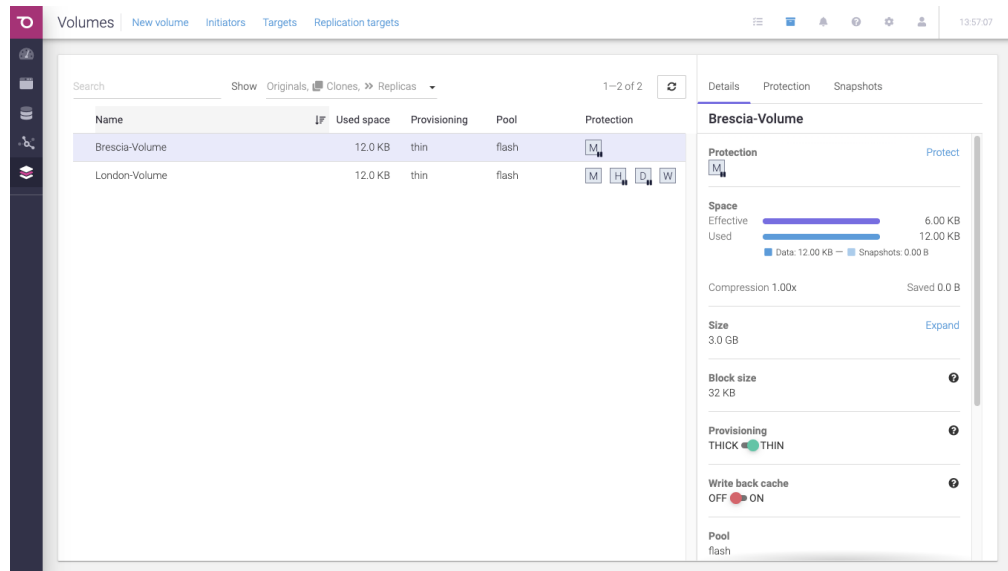 Volumes New volume Initiators Targets Replication targets 13:57:07
Search Show Originals, Clones, Replicas 1–2 of 2
Name Used space Provisioning Pool Protection
Brescia-Volume 12.0 KB thin flash M
London-Volume 12.0 KB thin flash M H D W
Details Protection Snapshots
Brescia-Volume
Protection Protect
M
Space
Effective 6.00 KB
Used 12.00 KB
Data: 12.00 KB — Snapshots: 0.00 B
Compression 1.00x Saved 0.0 B
Size Expand
3.0 GB
Block size
32 KB
Provisioning
THICK THIN
Write back cache
OFF ON
Pool
flash